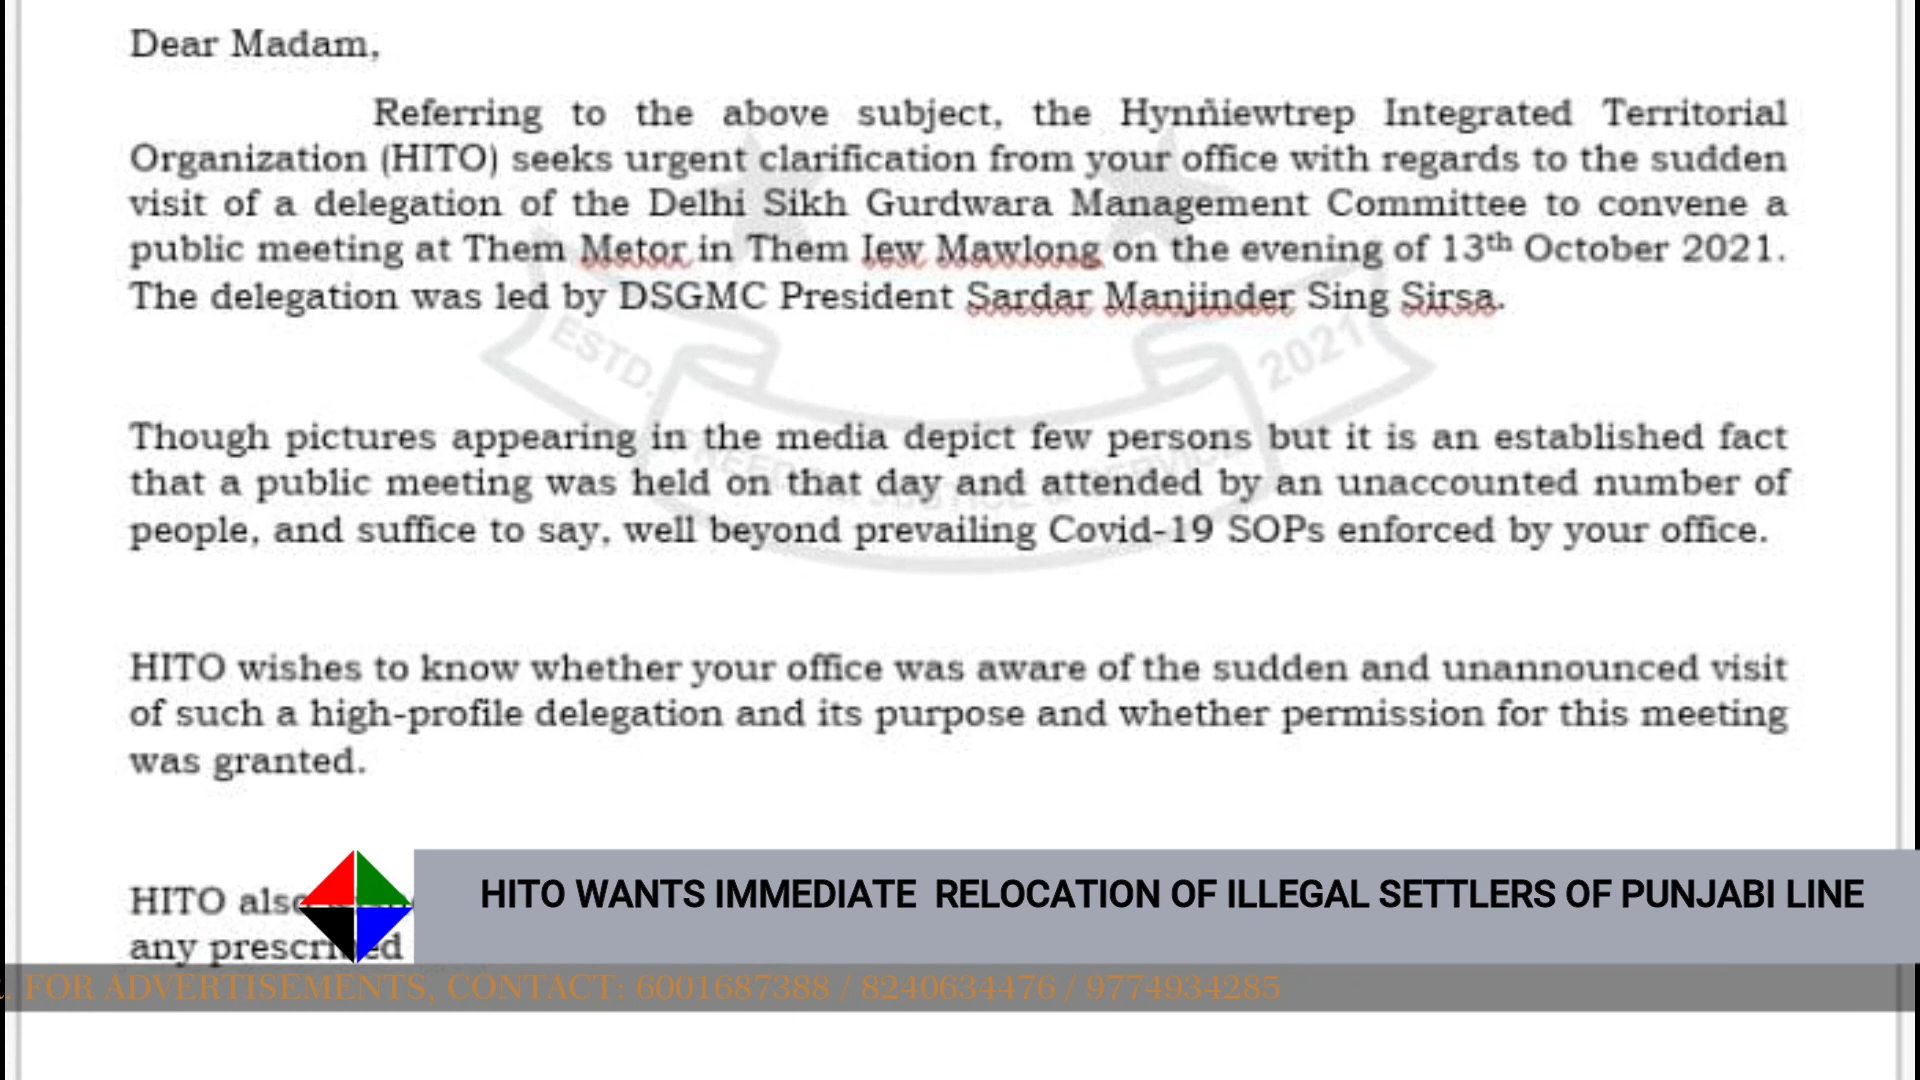 Dear Madam,
Referring to the above subject, the Hynñiewtrep Integrated Territorial
Organization (HITO) seeks urgent clarification from your office with regards to the sudden
visit of a delegation of the Delhi Sikh Gurdwara Management Committee to convene a
public meeting at Them Metor in Them Iew Mawlong on the evening of 13th October 2021.
The delegation was led by DSGMC President Sardar Manjinder Sing Sirsa.
ESTD. 2021
Though pictures appearing in the media depict few persons but it is an established fact
that a public meeting was held on that day and attended by an unaccounted number of
people, and suffice to say, well beyond prevailing Covid-19 SOPs enforced by your office.
HITO wishes to know whether your office was aware of the sudden and unannounced visit
of such a high-profile delegation and its purpose and whether permission for this meeting
was granted.
HITO also
any prescribed
HITO WANTS IMMEDIATE RELOCATION OF ILLEGAL SETTLERS OF PUNJABI LINE
FOR ADVERTISEMENTS, CONTACT: 6001687388 / 8240634476 / 9774934285